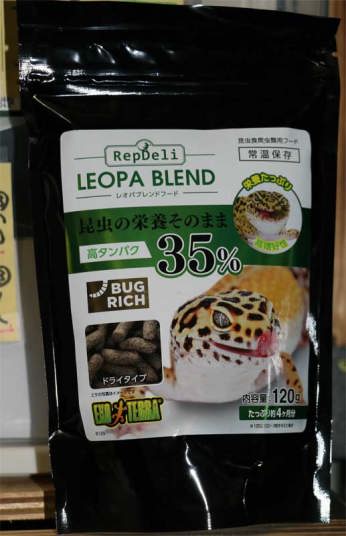 RepDeli
昆虫食爬虫類用フード
常温保存
LEOPA BLEND
レオパブレンドフード
栄養たっぷり
昆虫の栄養そのまま
高タンパク
35%
BUG
RICH
ドライタイプ
EXO TERRA
内容量:120g
たっぷり約4ヶ月分